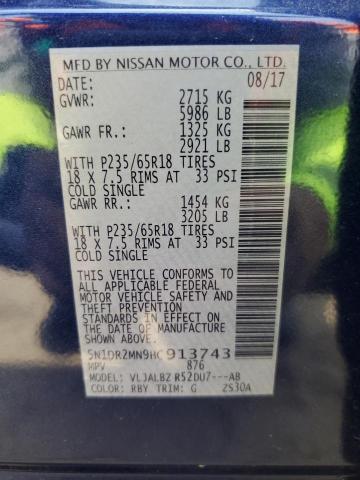 MFD BY NISSAN MOTOR CO., LTD.
DATE: 08/17
GVWR: 2715 KG
5986 LB
GAWR FR.: 1325 KG
2921 LB
WITH P235/65R18 TIRES
18 X 7.5 RIMS AT 33 PSI
COLD SINGLE
GAWR RR.: 1454 KG
3205 LB
WITH P235/65R18 TIRES
18 X 7.5 RIMS AT 33 PSI
COLD SINGLE
THIS VEHICLE CONFORMS TO
ALL APPLICABLE FEDERAL
MOTOR VEHICLE SAFETY
AND THEFT PREVENTION
STANDARDS IN EFFECT ON
THE DATE OF MANUFACTURE
SHOWN ABOVE
5N1DR2MN9HC913743
MPV 876
MODEL: VLJALBZ R52DU7---AB
COLOR: RBY TRIM: G 2S30A